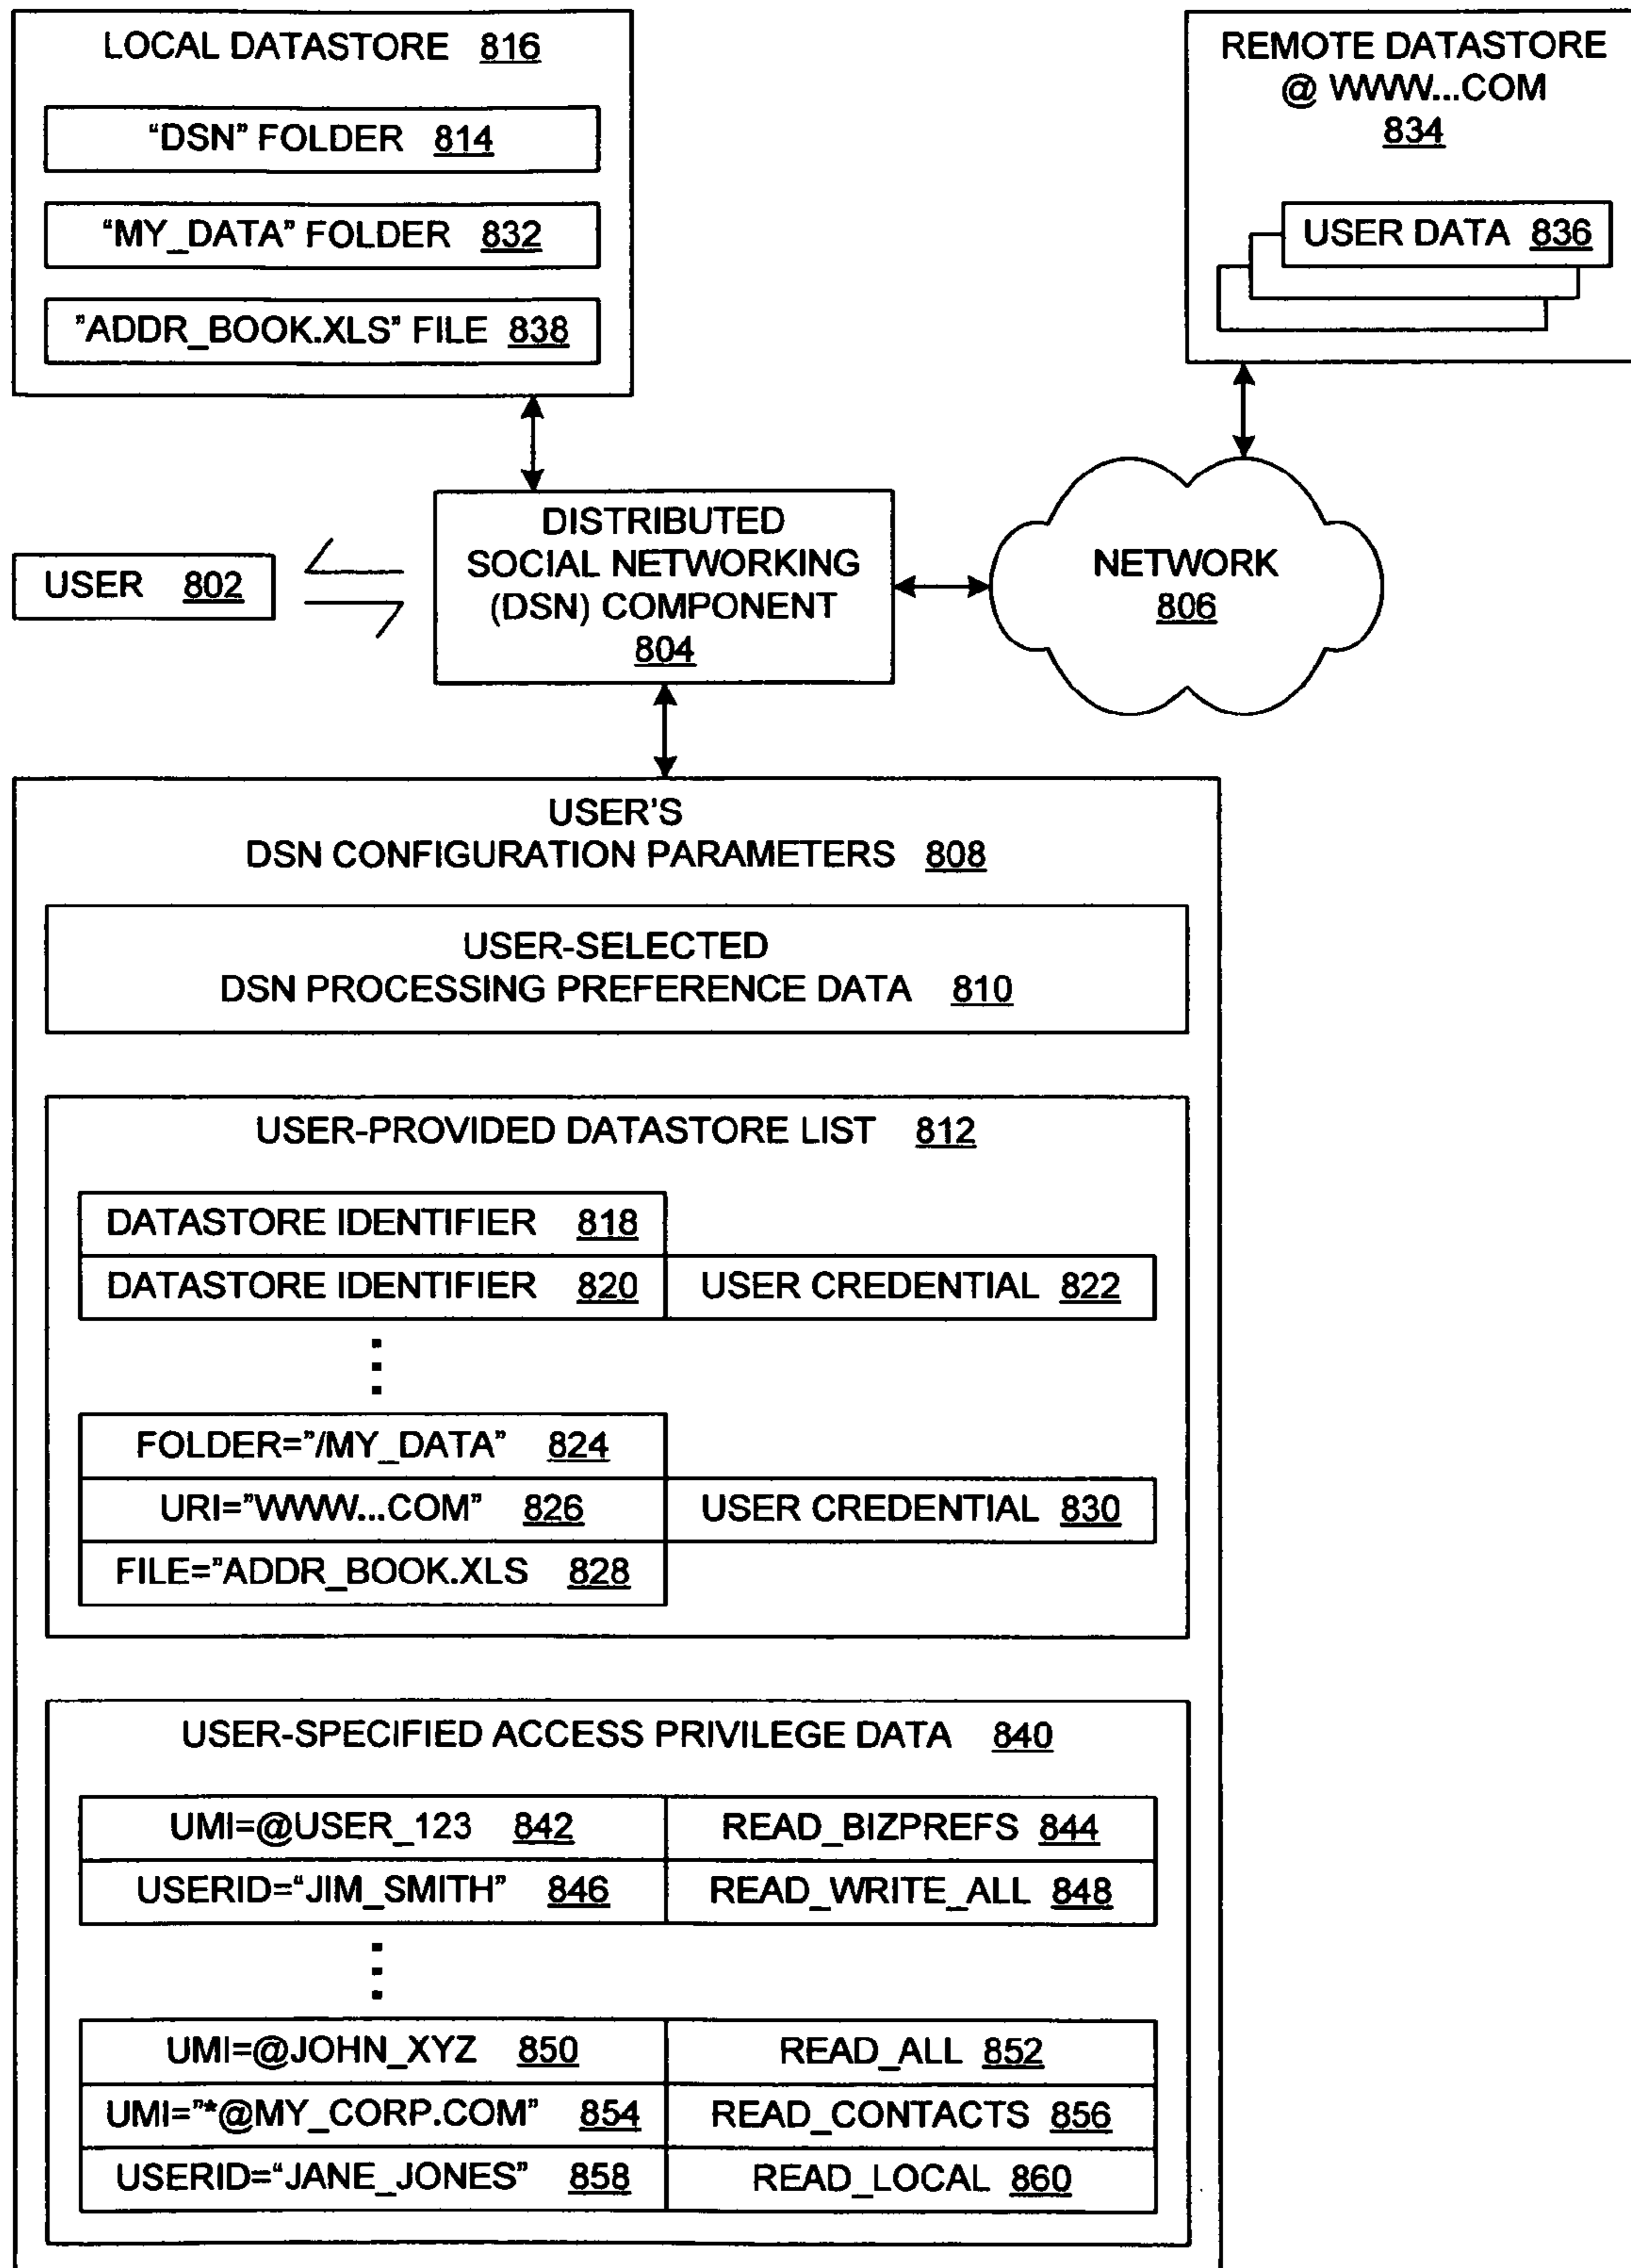 LOCAL DATASTORE 816
"DSN" FOLDER 814
"MY_DATA" FOLDER 832
"ADDR_BOOK.XLS" FILE 838
REMOTE DATASTORE
@ WWW...COM
834
USER DATA 836
USER 802
DISTRIBUTED
SOCIAL NETWORKING
(DSN) COMPONENT
804
NETWORK
806
USER'S
DSN CONFIGURATION PARAMETERS 808
USER-SELECTED
DSN PROCESSING PREFERENCE DATA 810
USER-PROVIDED DATASTORE LIST 812
DATASTORE IDENTIFIER 818
DATASTORE IDENTIFIER 820 USER CREDENTIAL 822
FOLDER="/MY_DATA" 824
URI="WWW...COM" 826 USER CREDENTIAL 830
FILE="ADDR_BOOK.XLS 828
USER-SPECIFIED ACCESS PRIVILEGE DATA 840
UMI=@USER_123 842 READ_BIZPREFS 844
USERID="JIM_SMITH" 846 READ_WRITE_ALL 848
UMI=@JOHN_XYZ 850 READ_ALL 852
UMI="*@MY_CORP.COM" 854 READ_CONTACTS 856
USERID="JANE_JONES" 858 READ_LOCAL 860